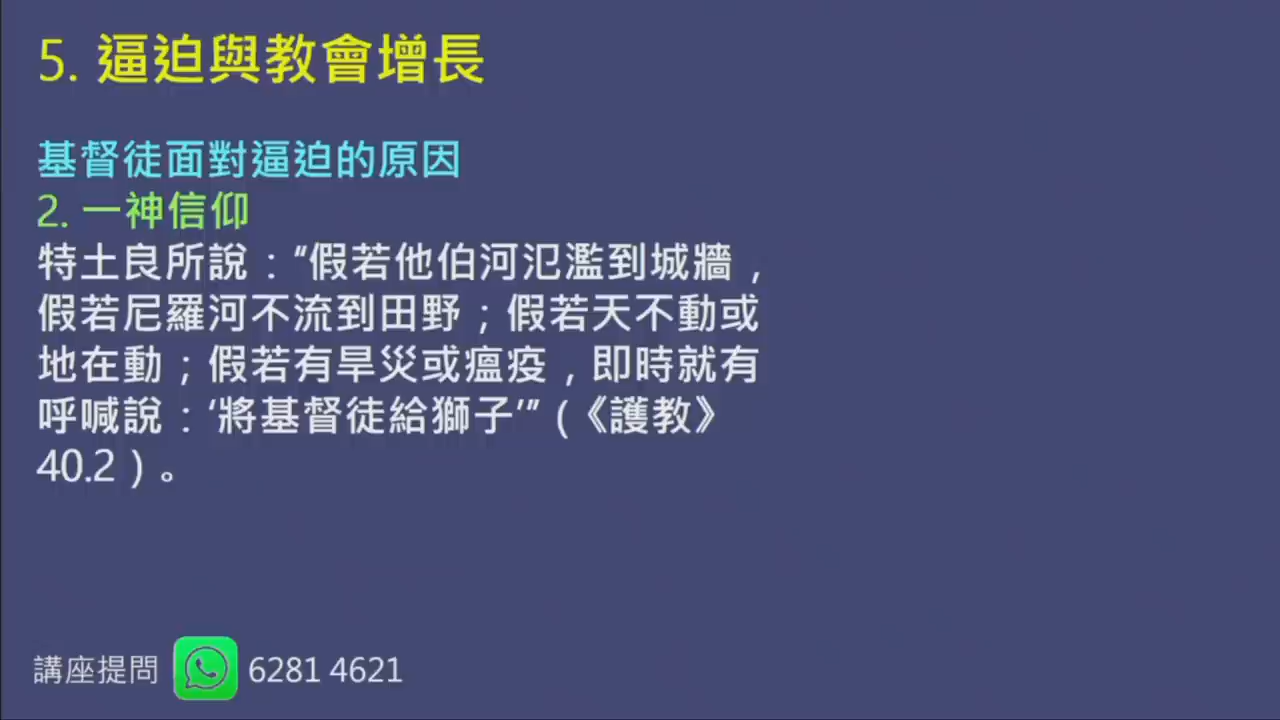 5. 逼迫與教會增長
基督徒面對逼迫的原因
2. 一神信仰
特土良所說：“假若他伯河氾濫到城牆，
假若尼羅河不流到田野；假若天不動或
地在動；假若有旱災或瘟疫，即時就有
呼喊說：‘將基督徒給獅子’” (《護教》
40.2 ) 。
講座提問 6281 4621